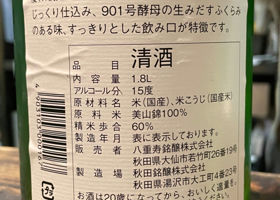 じっくり仕込み、901号酵母の生みだすふくらみ
のある味、すっきりとした飲み口が特徴です。
品目 清酒
内容量 1.8L
アルコール分 15度
原材料名 米(国産)、米こうじ(国産米)
原料米 美山錦100%
精米歩合 60%
製造年月 表に表示しております。
販売者 八重寿銘醸株式会社
秋田県大仙市若竹町26番19号
製造場 秋田銘醸株式会社
秋田県湯沢市大工町4番23号
お酒は20歳になってから。おいしく適量を。